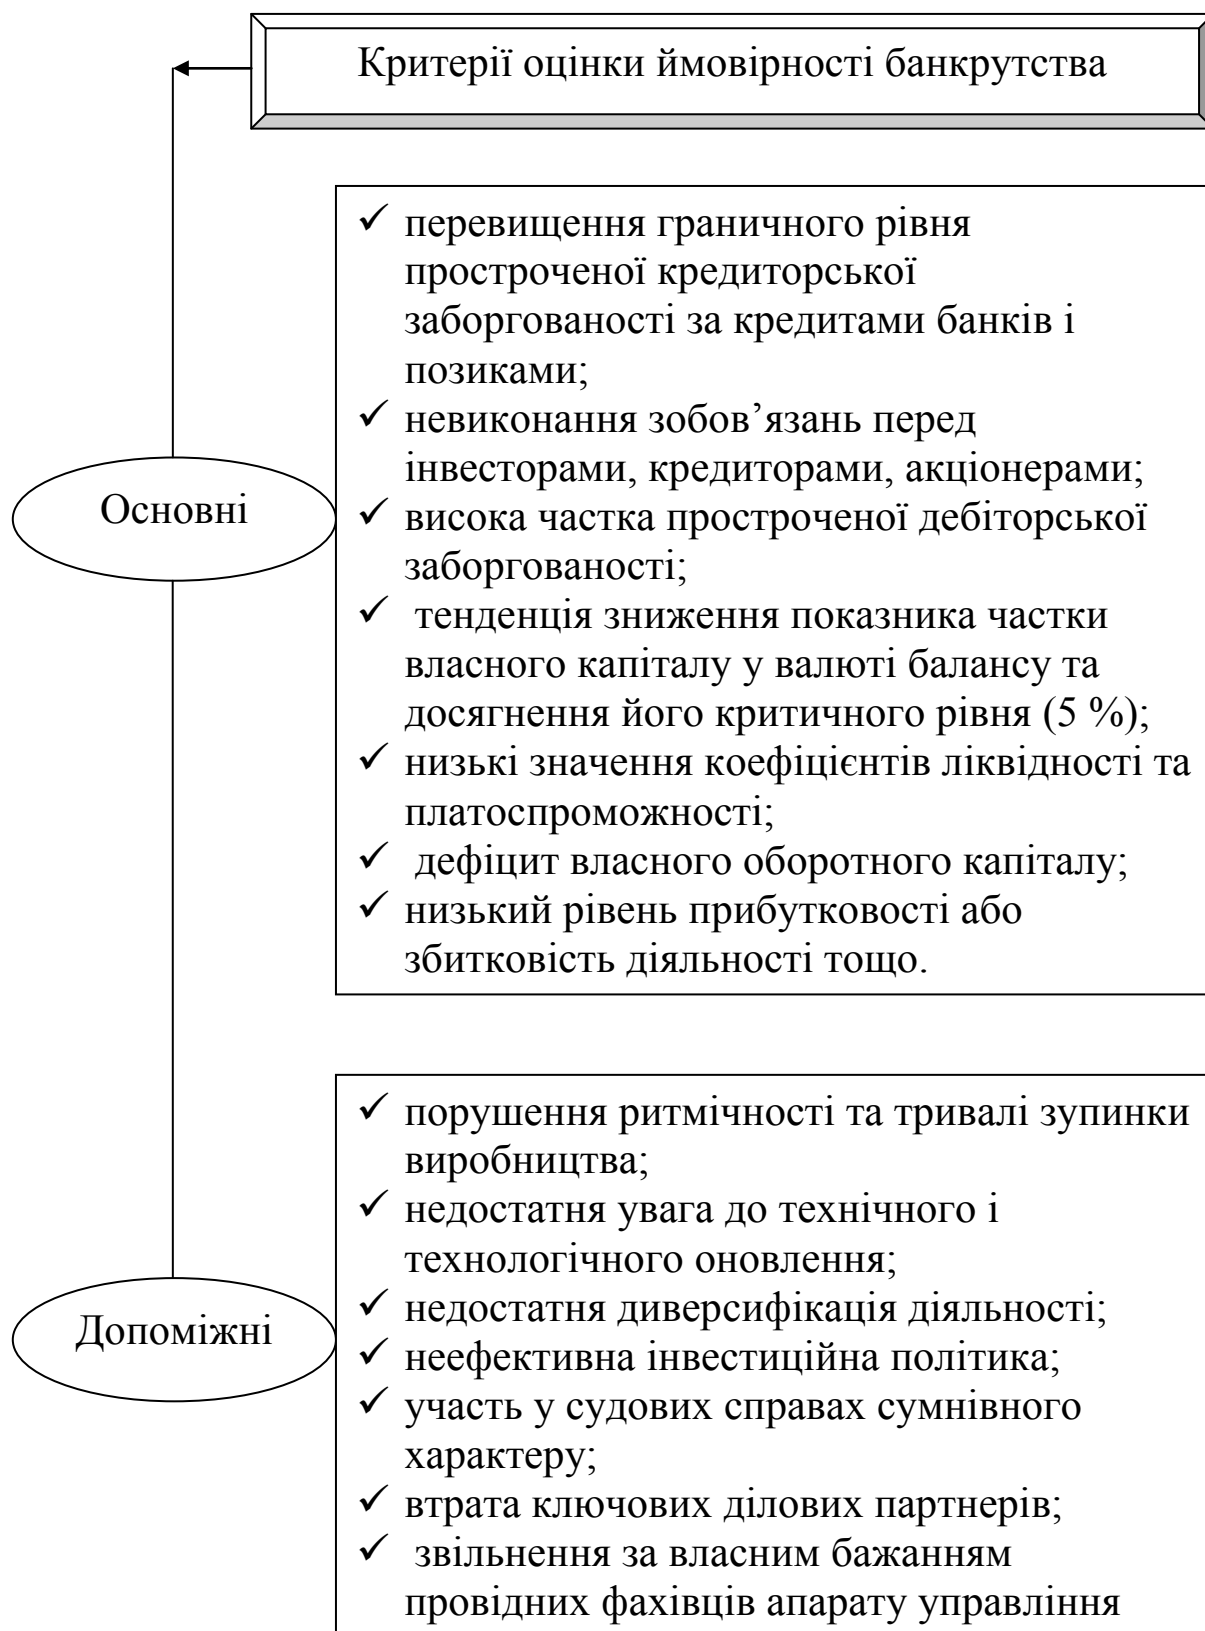 Критерії оцінки ймовірності банкрутства
✓ перевищення граничного рівня
простроченої кредиторської
заборгованості за кредитами банків і
позиками;
✓ невиконання зобов’язань перед
інвесторами, кредиторами, акціонерами;
✓ висока частка простроченої дебіторської
заборгованості;
✓ тенденція зниження показника частки
власного капіталу у валюті балансу та
досягнення його критичного рівня (5 %);
✓ низькі значення коефіцієнтів ліквідності та
платоспроможності;
✓ дефіцит власного оборотного капіталу;
✓ низький рівень прибутковості або
збитковість діяльності тощо.
Основні
✓ порушення ритмічності та тривалі зупинки
виробництва;
✓ недостатня увага до технічного і
технологічного оновлення;
✓ недостатня диверсифікація діяльності;
✓ неефективна інвестиційна політика;
✓ участь у судових справах сумнівного
характеру;
✓ втрата ключових ділових партнерів;
✓ звільнення за власним бажанням
провідних фахівців апарату управління
Допоміжні